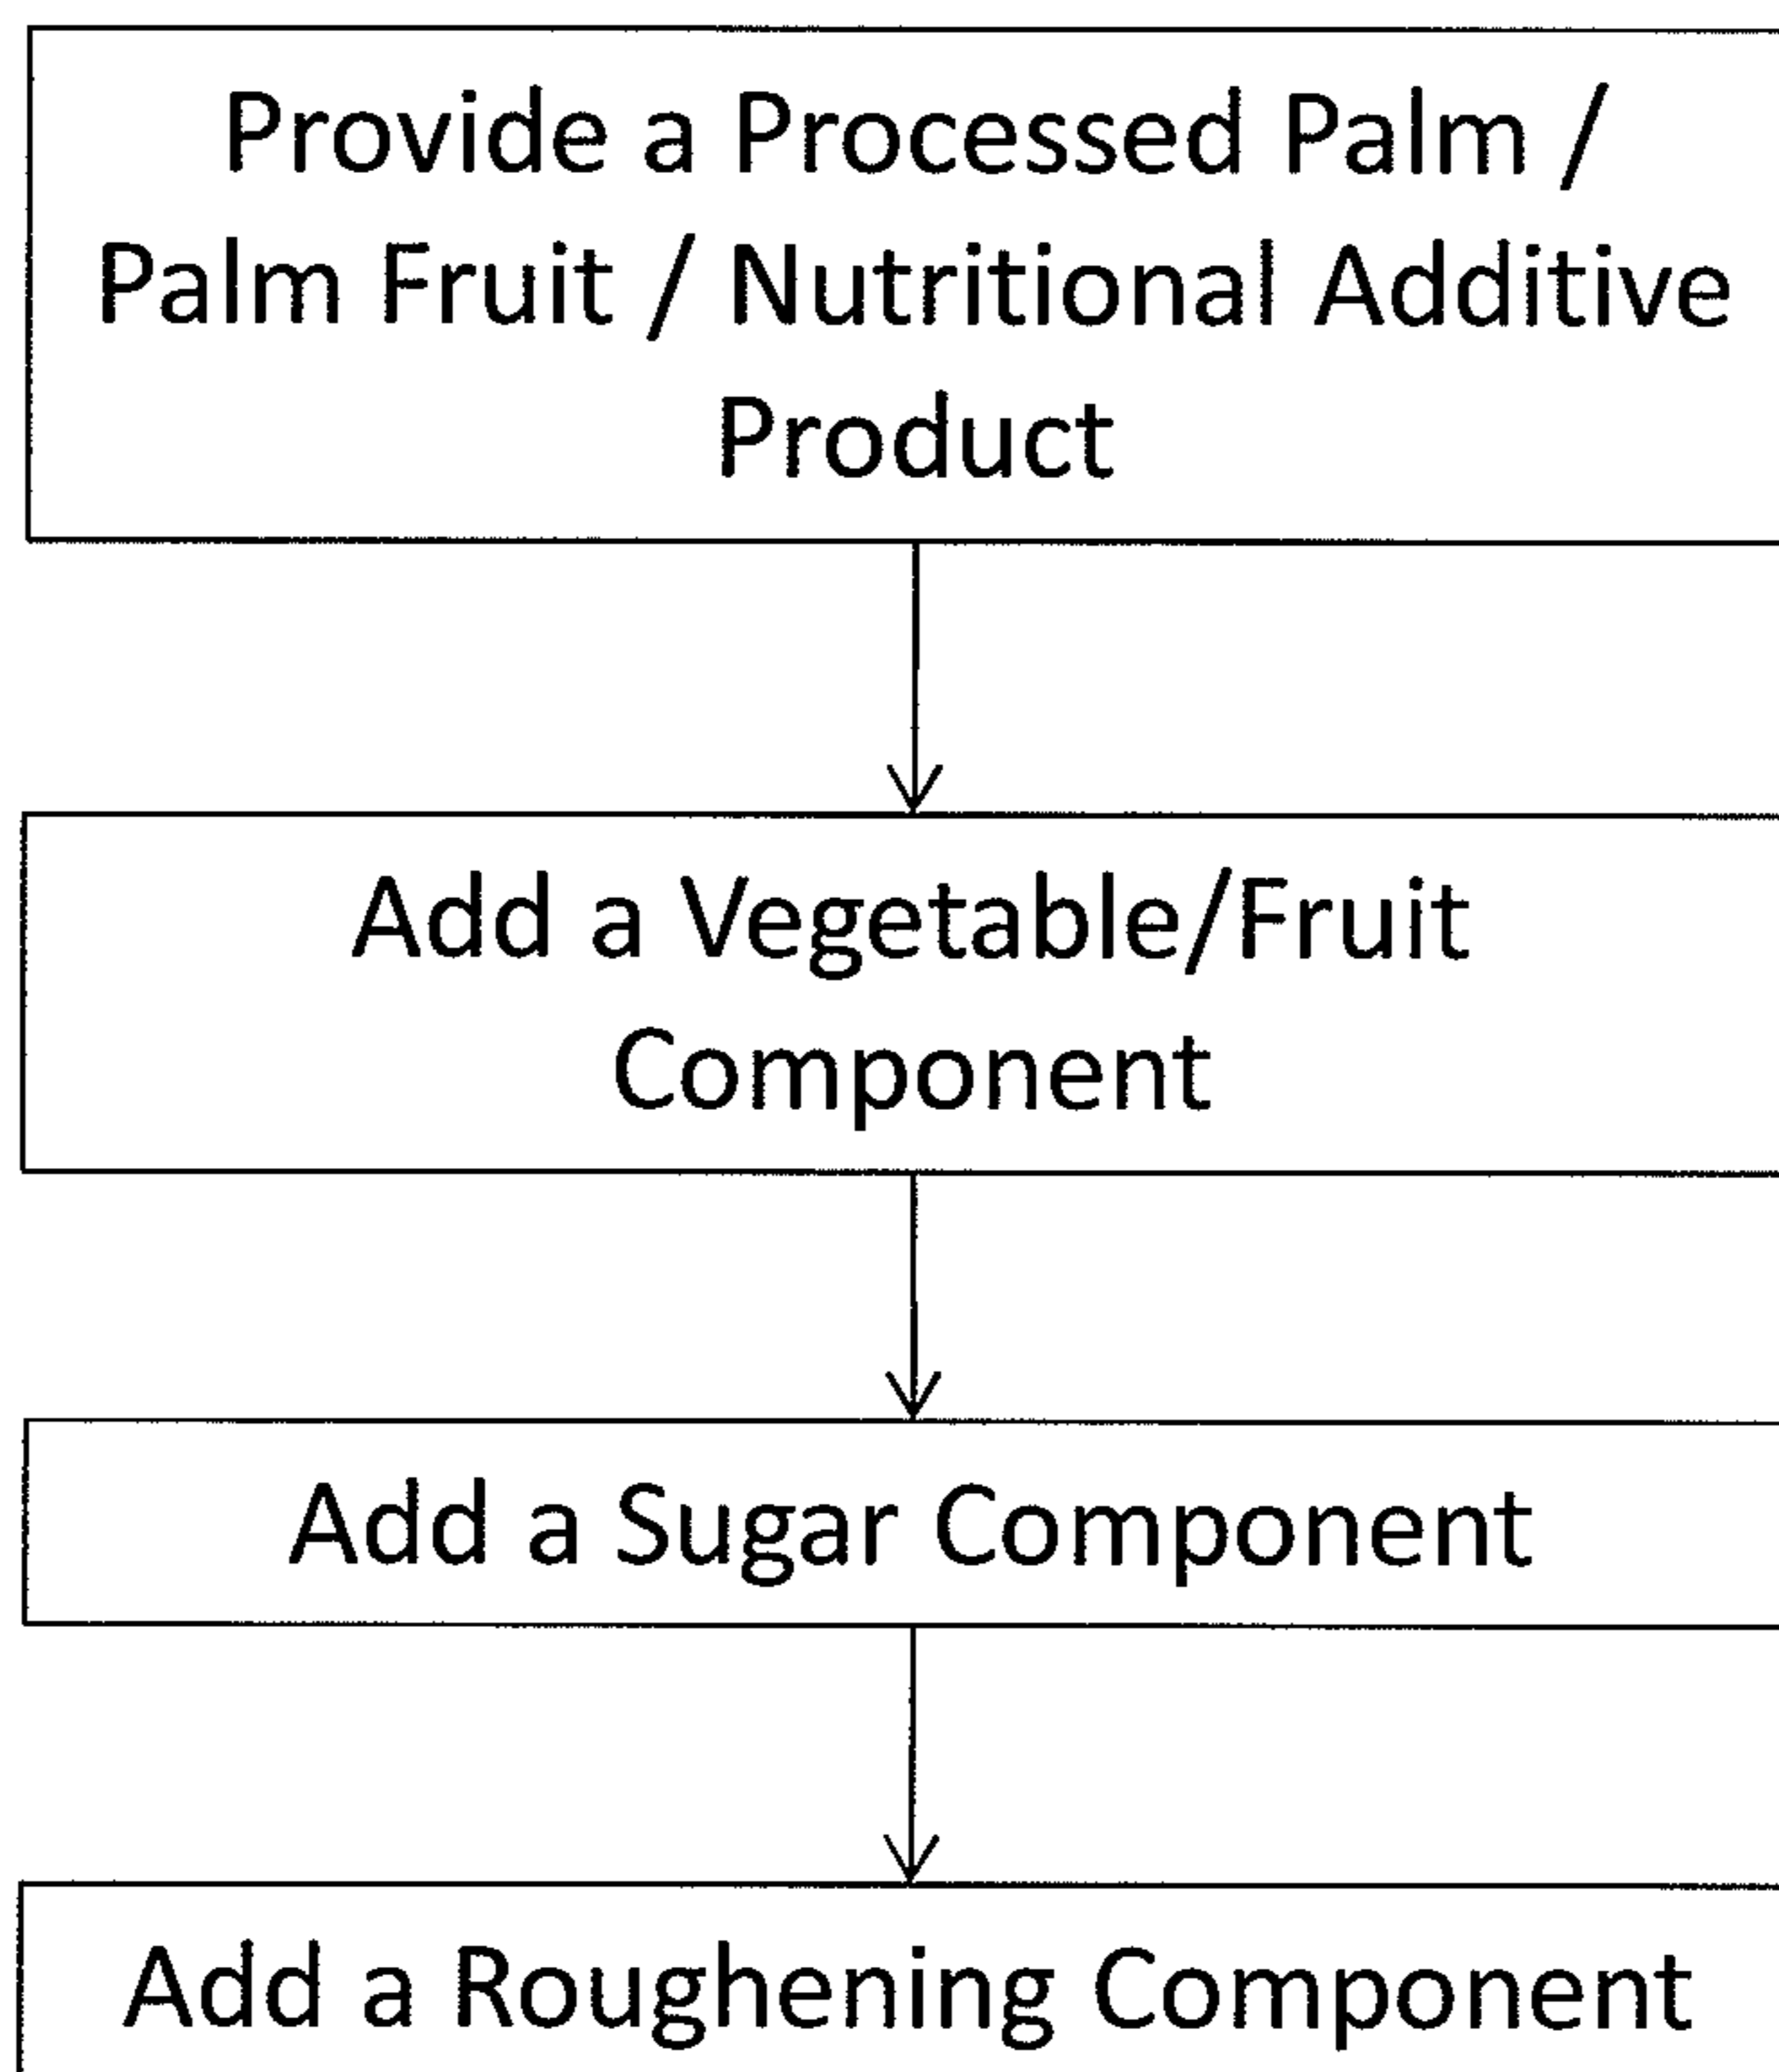 Provide a Processed Palm /
Palm Fruit / Nutritional Additive
Product
Add a Vegetable/Fruit
Component
Add a Sugar Component
Add a Roughening Component